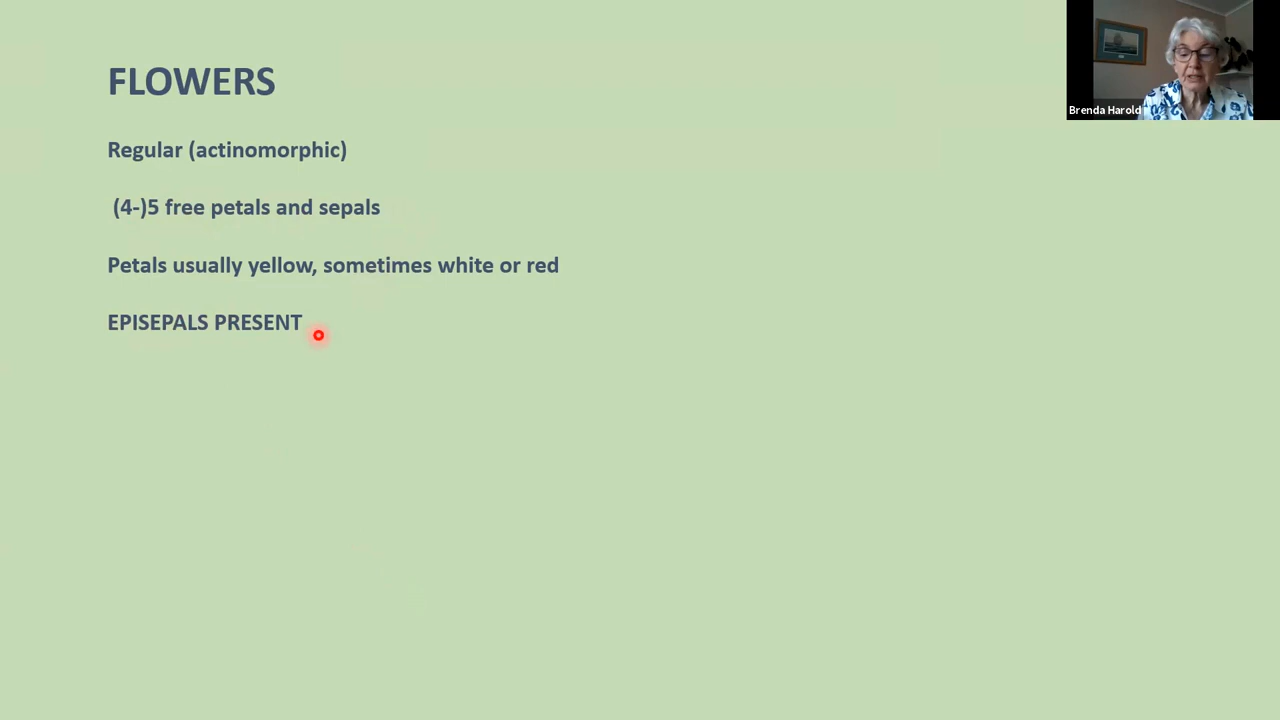 FLOWERS
Brenda Harold
Regular (actinomorphic)
(4-)5 free petals and sepals
Petals usually yellow, sometimes white or red
EPISEPALS PRESENT